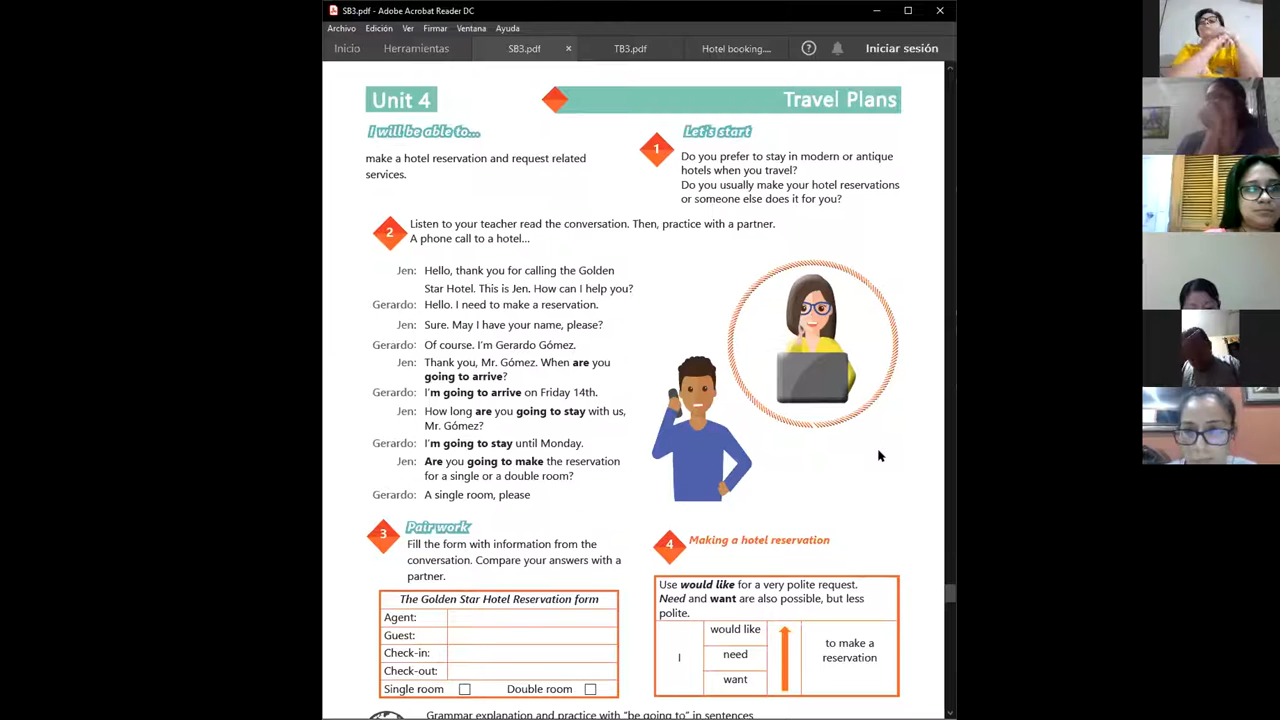 SB3.pdf - Adobe Acrobat Reader DC
Archivo Edición Ver Firmar Ventana Ayuda
Inicio Herramientas SB3.pdf × TB3.pdf Hotel booking.... ? Iniciar sesión
Unit 4
Travel Plans
I will be able to...
make a hotel reservation and request related
services.
1
Let's start
Do you prefer to stay in modern or antique
hotels when you travel?
Do you usually make your hotel reservations
or someone else does it for you?
2
Listen to your teacher read the conversation. Then, practice with a partner.
A phone call to a hotel...
Jen: Hello, thank you for calling the Golden
Star Hotel. This is Jen. How can I help you?
Gerardo: Hello. I need to make a reservation.
Jen: Sure. May I have your name, please?
Gerardo: Of course. I'm Gerardo Gómez.
Jen: Thank you, Mr. Gómez. When are you
going to arrive?
Gerardo: I'm going to arrive on Friday 14th.
Jen: How long are you going to stay with us,
Mr. Gómez?
Gerardo: I'm going to stay until Monday.
Jen: Are you going to make the reservation
for a single or a double room?
Gerardo: A single room, please
3
Pair work
Fill the form with information from the
conversation. Compare your answers with a
partner.
The Golden Star Hotel Reservation form
Agent:
Guest:
Check-in:
Check-out:
Single room Double room
4
Making a hotel reservation
Use would like for a very polite request.
Need and want are also possible, but less
polite.
I
would like
need
want
to make a
reservation
Grammar explanation and practice with "be going to" in sentences